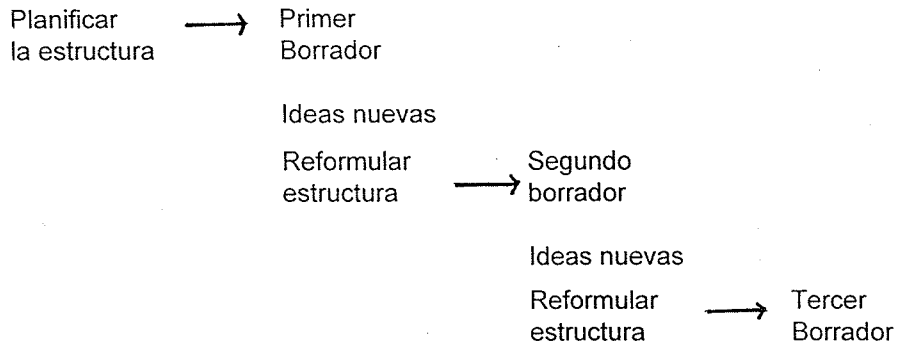 Planificar
la estructura
Primer
Borrador
Ideas nuevas
Reformular
estructura
Segundo
borrador
Ideas nuevas
Reformular
estructura
Tercer
Borrador